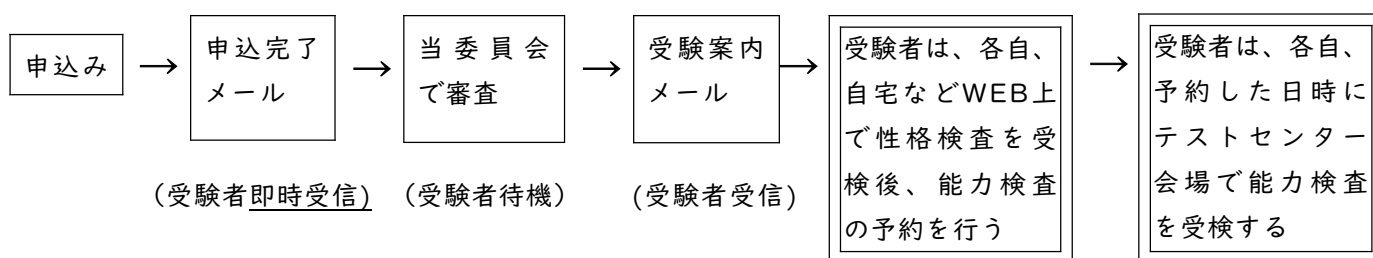 申込み
→
申込完了
メール
(受験者即時受信)
→
当委員会
で審査
(受験者待機)
→
受験案内
メール
(受験者受信)
→
受験者は、各自、
自宅などWEB上
で性格検査を受
検後、能力検査
の予約を行う
→
受験者は、各自、
予約した日時に
テストセンター
会場で能力検査
を受検する